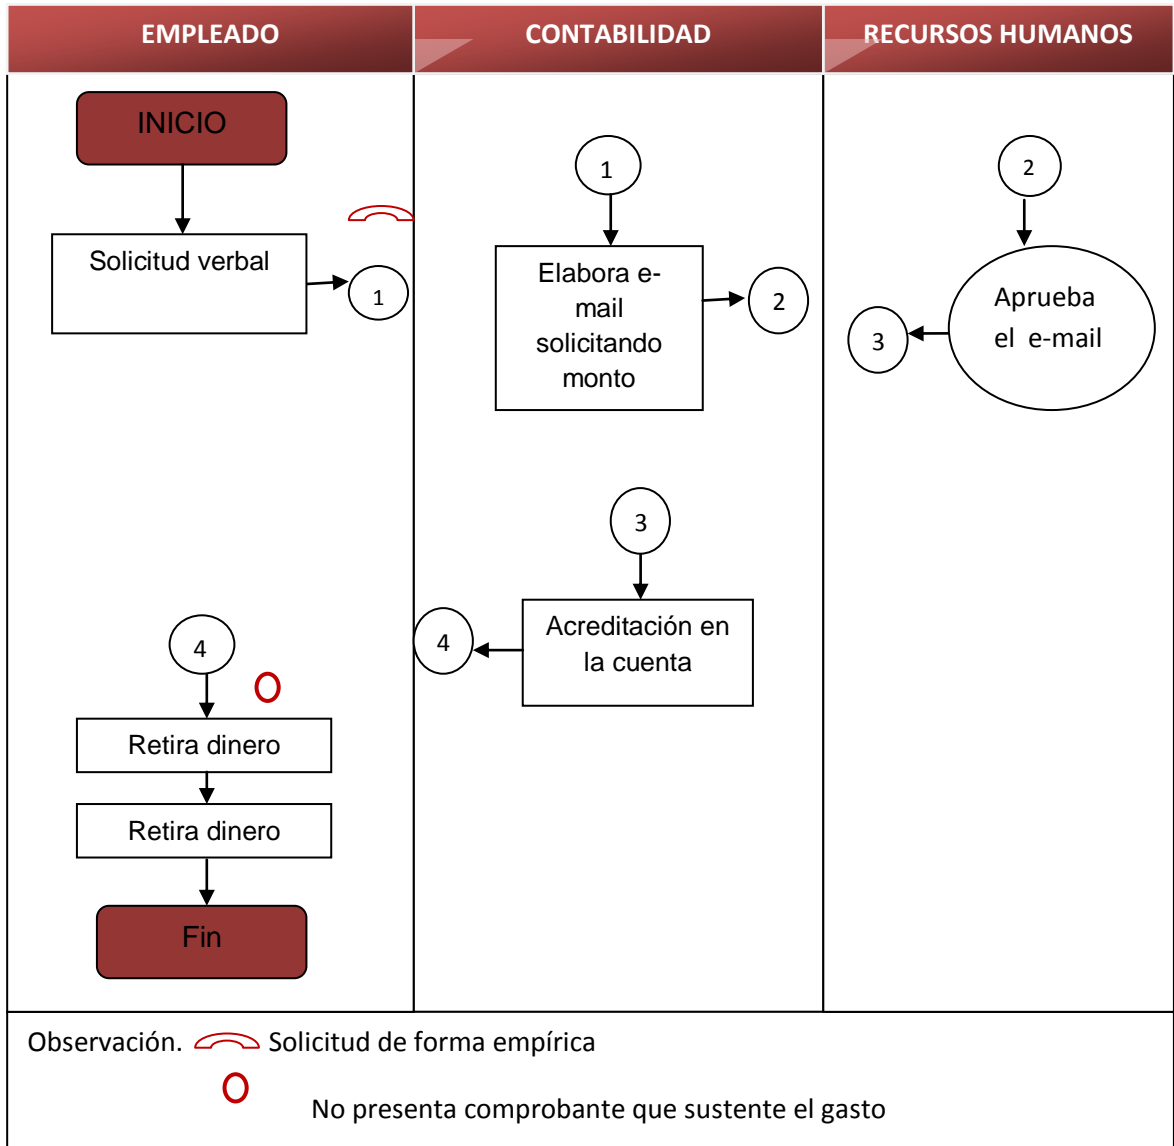 EMPLEADO
CONTABILIDAD
RECURSOS HUMANOS
INICIO
Solicitud verbal
1
1
Elabora e-
mail
solicitando
monto
2
2
Aprueba
el e-mail
3
3
Acreditación en
la cuenta
4
4
Retira dinero
Retira dinero
Fin
Observación. Solicitud de forma empírica
No presenta comprobante que sustente el gasto